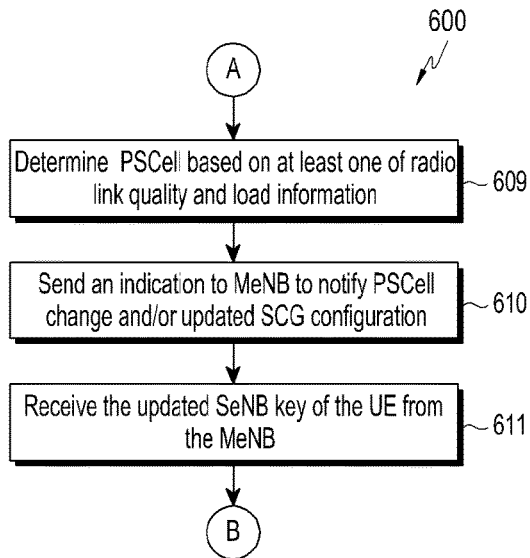 600
A
Determine PSCell based on at least one of radio
link quality and load information
609
Send an indication to MeNB to notify PSCell
change and/or updated SCG configuration
610
Receive the updated SeNB key of the UE from
the MeNB
611
B